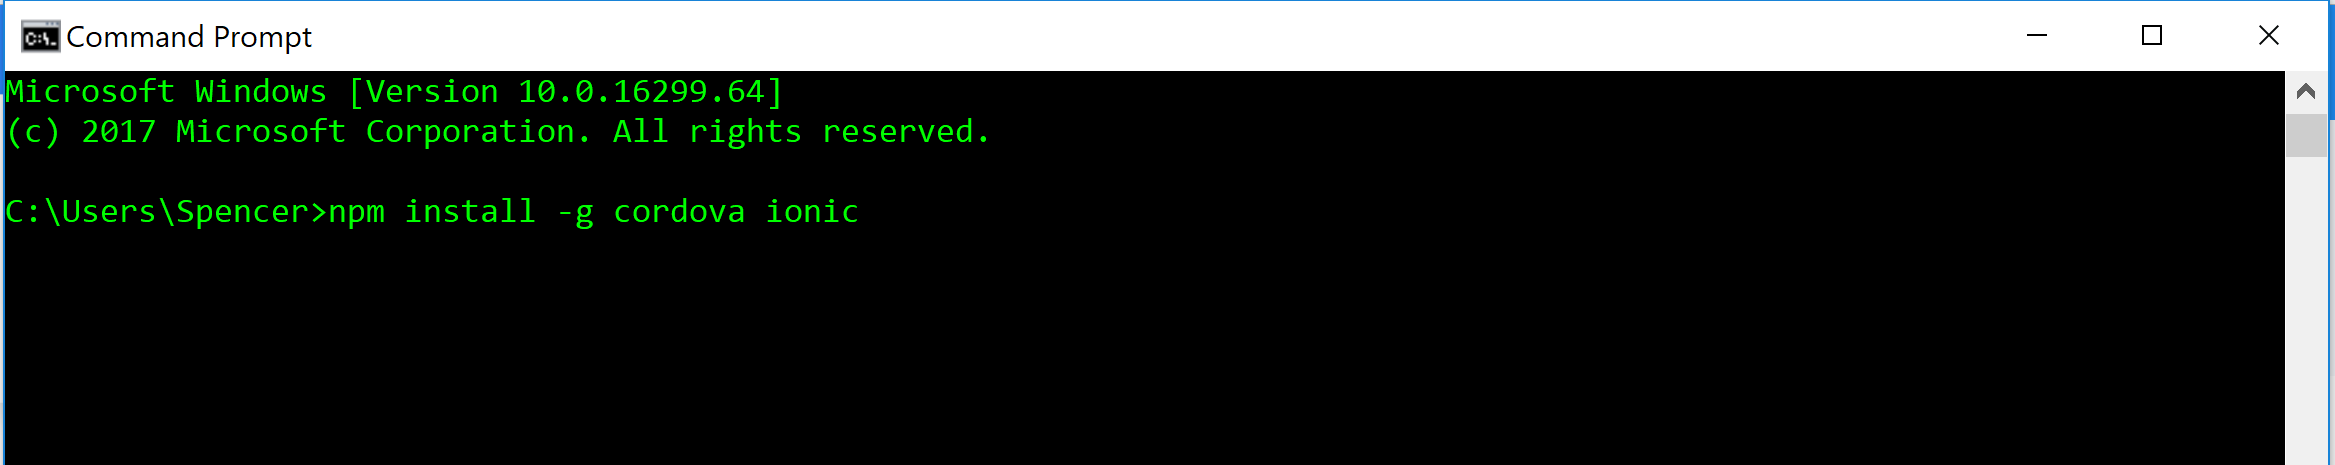 Command Prompt
Microsoft Windows [Version 10.0.16299.64]
(c) 2017 Microsoft Corporation. All rights reserved.
C:\Users\Spencer>npm install -g cordova ionic